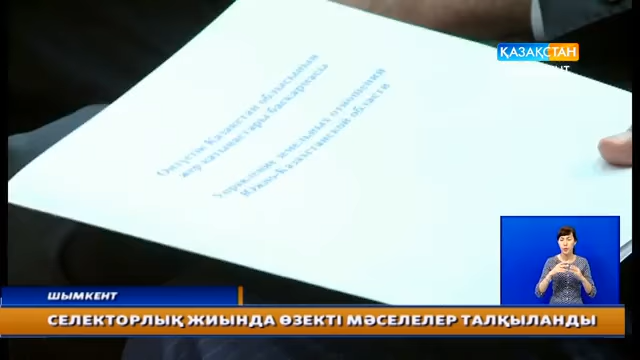 ҚАЗАҚСТАН
Оңтүстік Қазақстан облысының
жер қатынастары басқармасы
Управление земельных отношений
Южно-Казахстанской области
ШЫМКЕНТ
СЕЛЕКТОРЛЫҚ ЖИЫНДА ӨЗЕКТІ МӘСЕЛЕЛЕР ТАЛҚЫЛАНДЫ